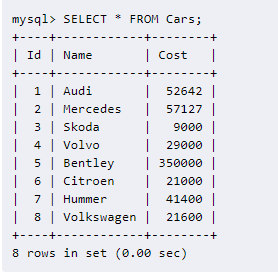 mysql> SELECT * FROM Cars;
+----+------------+--------+
| Id | Name       | Cost   |
+----+------------+--------+
|  1 | Audi       |  52642 |
|  2 | Mercedes   |  57127 |
|  3 | Skoda      |   9000 |
|  4 | Volvo      |  29000 |
|  5 | Bentley    | 350000 |
|  6 | Citroen    |  21000 |
|  7 | Hummer     |  41400 |
|  8 | Volkswagen |  21600 |
+----+------------+--------+
8 rows in set (0.00 sec)